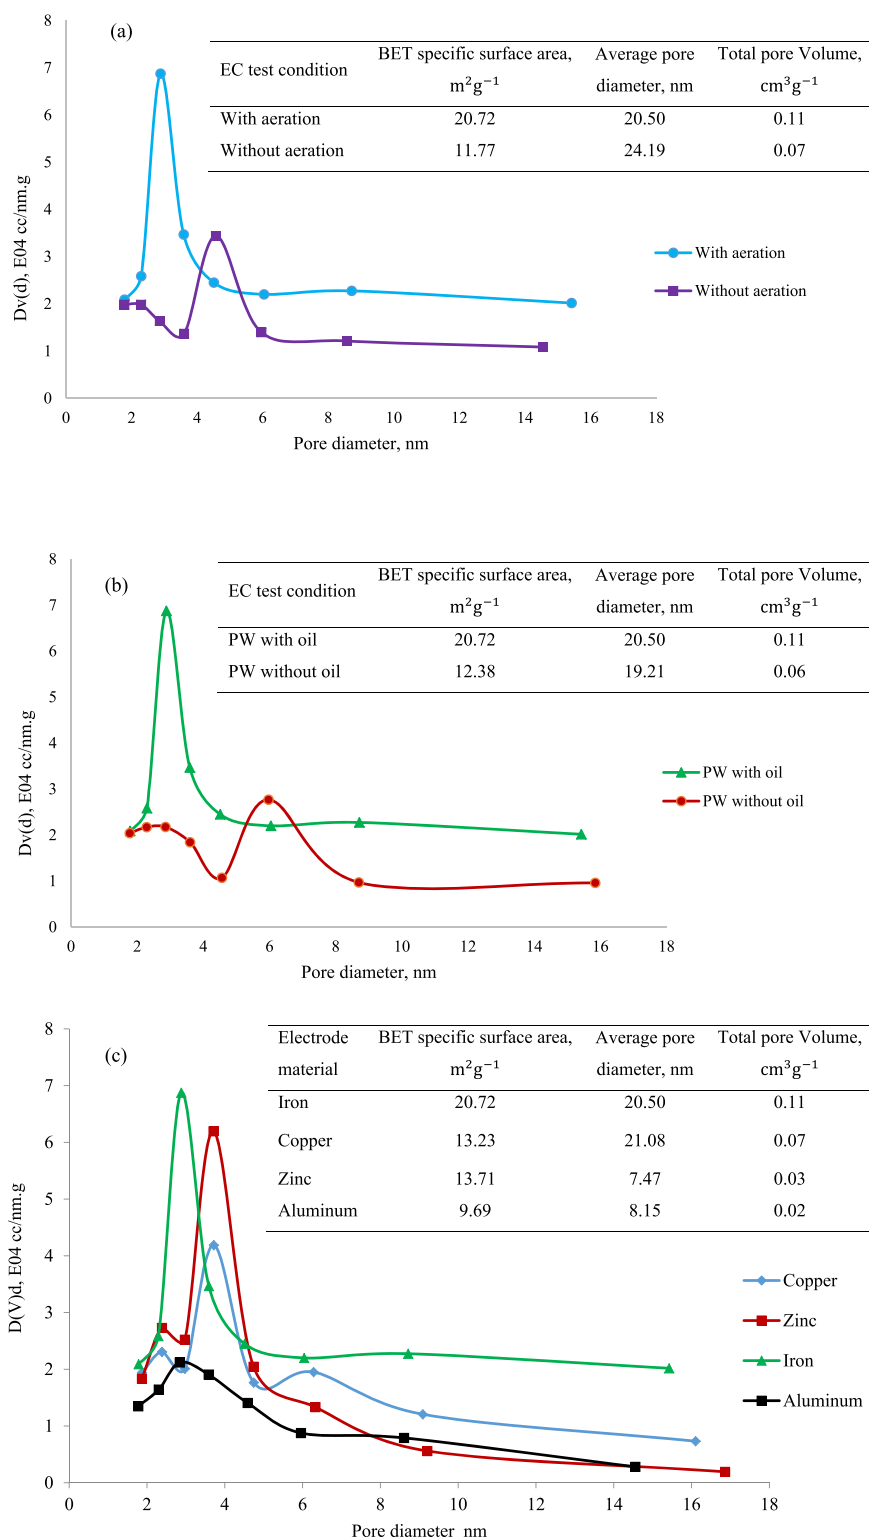 (a)
EC test condition BET specific surface area, m²g⁻¹ Average pore diameter, nm Total pore Volume, cm³g⁻¹
With aeration 20.72 20.50 0.11
Without aeration 11.77 24.19 0.07
Dv(d), E04 cc/nm.g
8
7
6
5
4
3
2
1
0
With aeration
Without aeration
0 2 4 6 8 10 12 14 16 18
Pore diameter, nm
(b)
EC test condition BET specific surface area, m²g⁻¹ Average pore diameter, nm Total pore Volume, cm³g⁻¹
PW with oil 20.72 20.50 0.11
PW without oil 12.38 19.21 0.06
Dv(d), E04 cc/nm.g
8
7
6
5
4
3
2
1
0
PW with oil
PW without oil
0 2 4 6 8 10 12 14 16 18
Pore diameter, nm
(c)
Electrode material BET specific surface area, m²g⁻¹ Average pore diameter, nm Total pore Volume, cm³g⁻¹
Iron 20.72 20.50 0.11
Copper 13.23 21.08 0.07
Zinc 13.71 7.47 0.03
Aluminum 9.69 8.15 0.02
D(V)d, E04 cc/nm.g
8
7
6
5
4
3
2
1
0
Copper
Zinc
Iron
Aluminum
0 2 4 6 8 10 12 14 16 18
Pore diameter nm